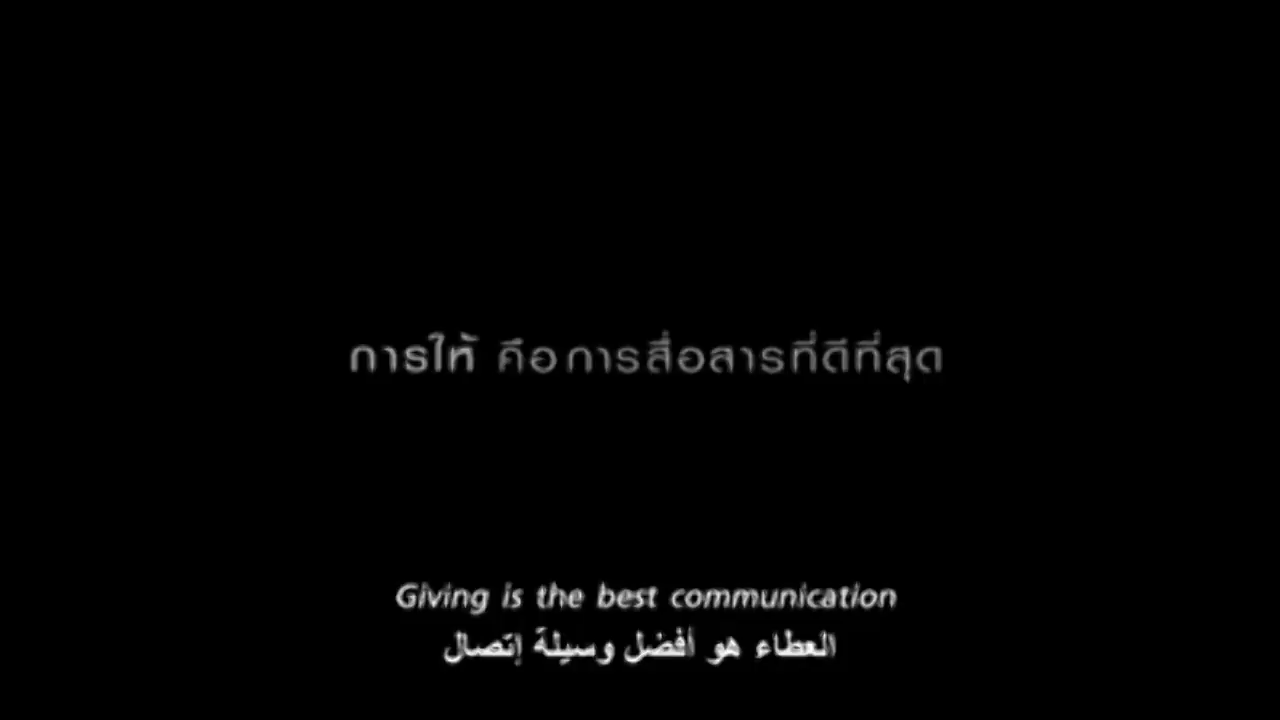 การให้ คือการสื่อสารที่ดีที่สุด
Giving is the best communication
العطاء هو أفضل وسيلة إتصال